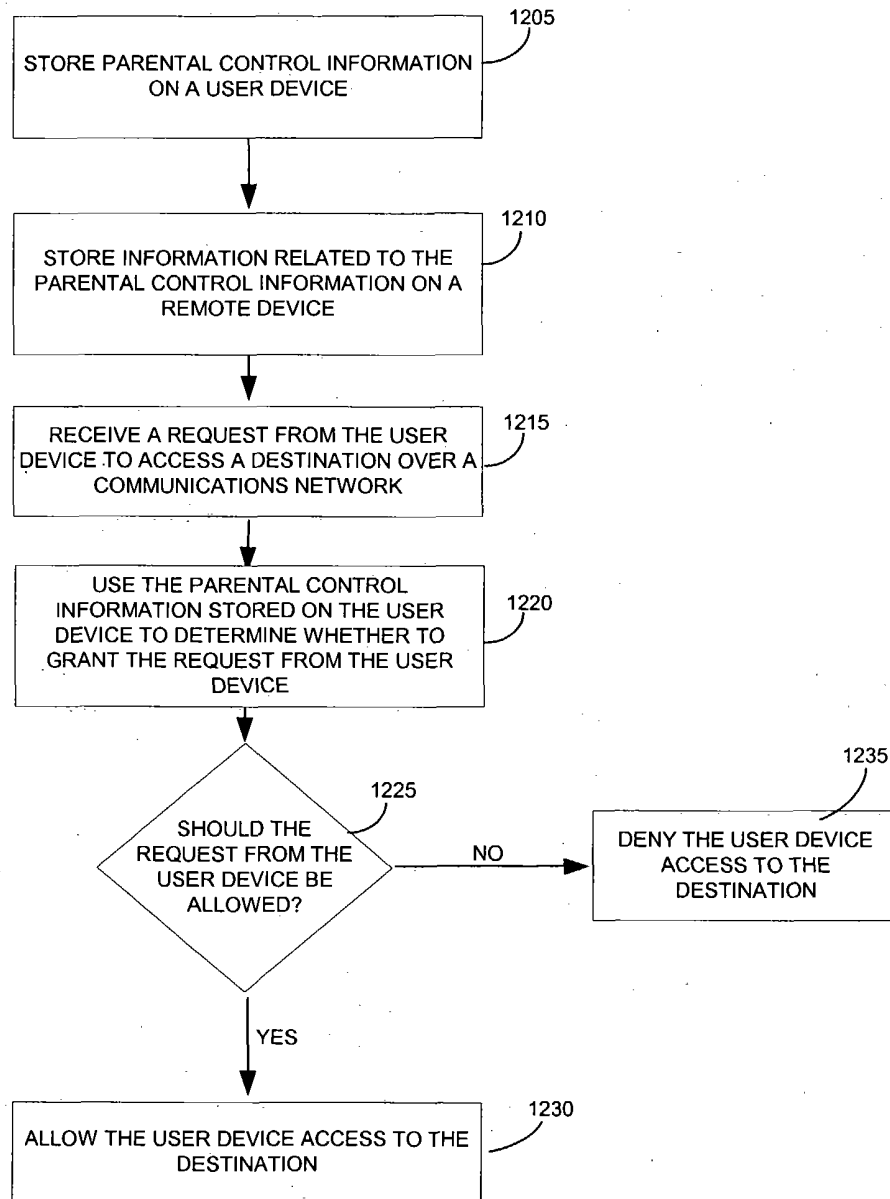 1205
STORE PARENTAL CONTROL INFORMATION
ON A USER DEVICE
1210
STORE INFORMATION RELATED TO THE
PARENTAL CONTROL INFORMATION ON A
REMOTE DEVICE
1215
RECEIVE A REQUEST FROM THE USER
DEVICE TO ACCESS A DESTINATION OVER A
COMMUNICATIONS NETWORK
USE THE PARENTAL CONTROL
INFORMATION STORED ON THE USER
DEVICE TO DETERMINE WHETHER TO
GRANT THE REQUEST FROM THE USER
DEVICE
1220
1225
SHOULD THE
REQUEST FROM THE
USER DEVICE BE
ALLOWED?
NO
1235
DENY THE USER DEVICE
ACCESS TO THE
DESTINATION
YES
1230
ALLOW THE USER DEVICE ACCESS TO THE
DESTINATION